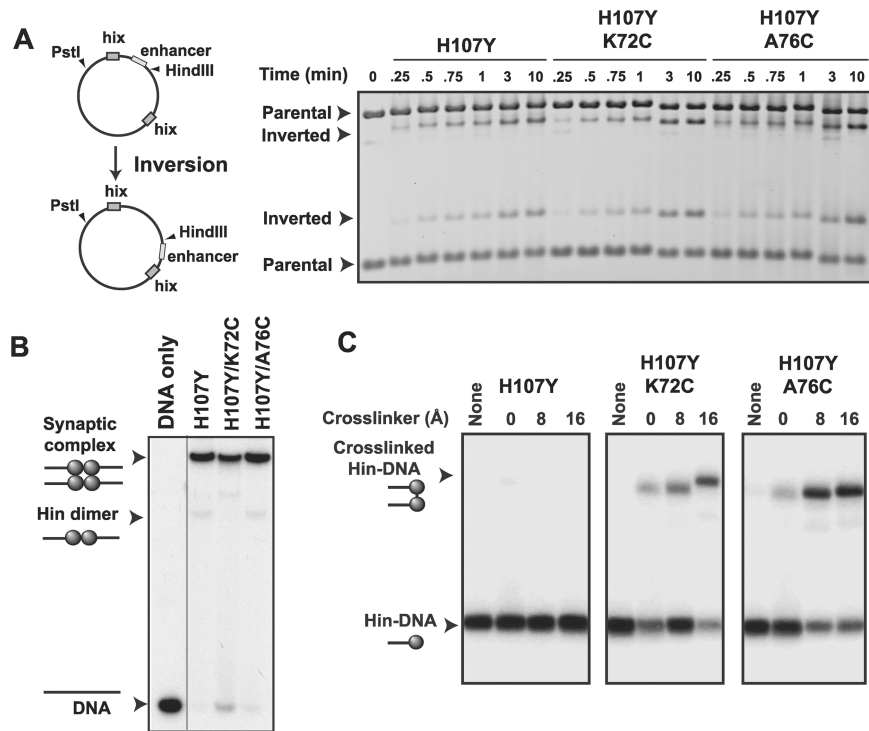 A
hix
PstI
enhancer
HindIII
hix
Inversion
hix
PstI
HindIII
enhancer
hix
H107Y
H107Y
K72C
H107Y
A76C
Time (min) 0 .25 .5 .75 1 3 10 .25 .5 .75 1 3 10 .25 .5 .75 1 3 10
Parental
Inverted
Inverted
Parental
B
DNA only
H107Y
H107Y/K72C
H107Y/A76C
Synaptic
complex
Hin dimer
DNA
C
H107Y
H107Y
K72C
H107Y
A76C
Crosslinker (Å) None 0 8 16 None 0 8 16 None 0 8 16
Crosslinked
Hin-DNA
Hin-DNA